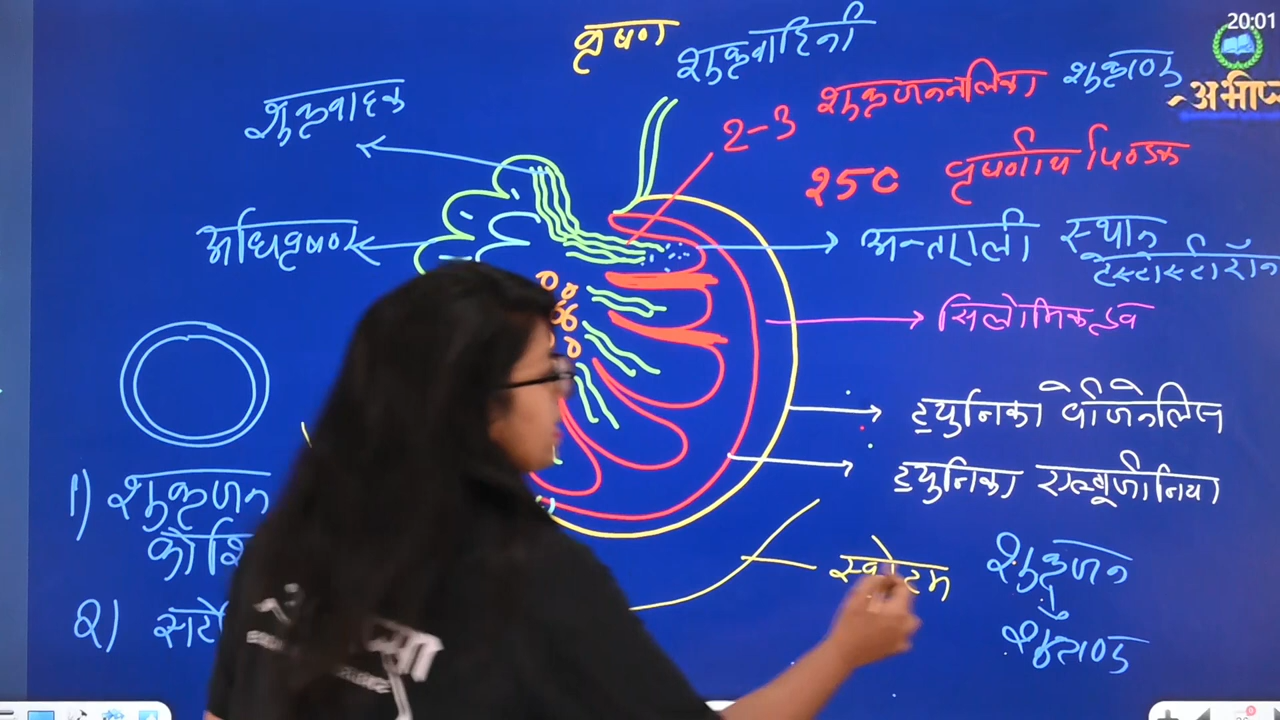 20:01
वृषण
शुक्रवाहिनी
शुक्रवाहक
2-3 शुक्रजननलिका शुक्राणु
अभीप्
250 वृषणीय पिण्डक
अधिवृषण
अन्तराली स्थान
टेस्टोस्टोरॉन
सिलोमिक द्रव
ट्युनिका वेजिनेलिस
ट्युनिका एल्बूजीनिया
1) शुक्रजन
कोशि
स्क्रोटम
शुक्रजन
शुक्राणु
2) सर्टो